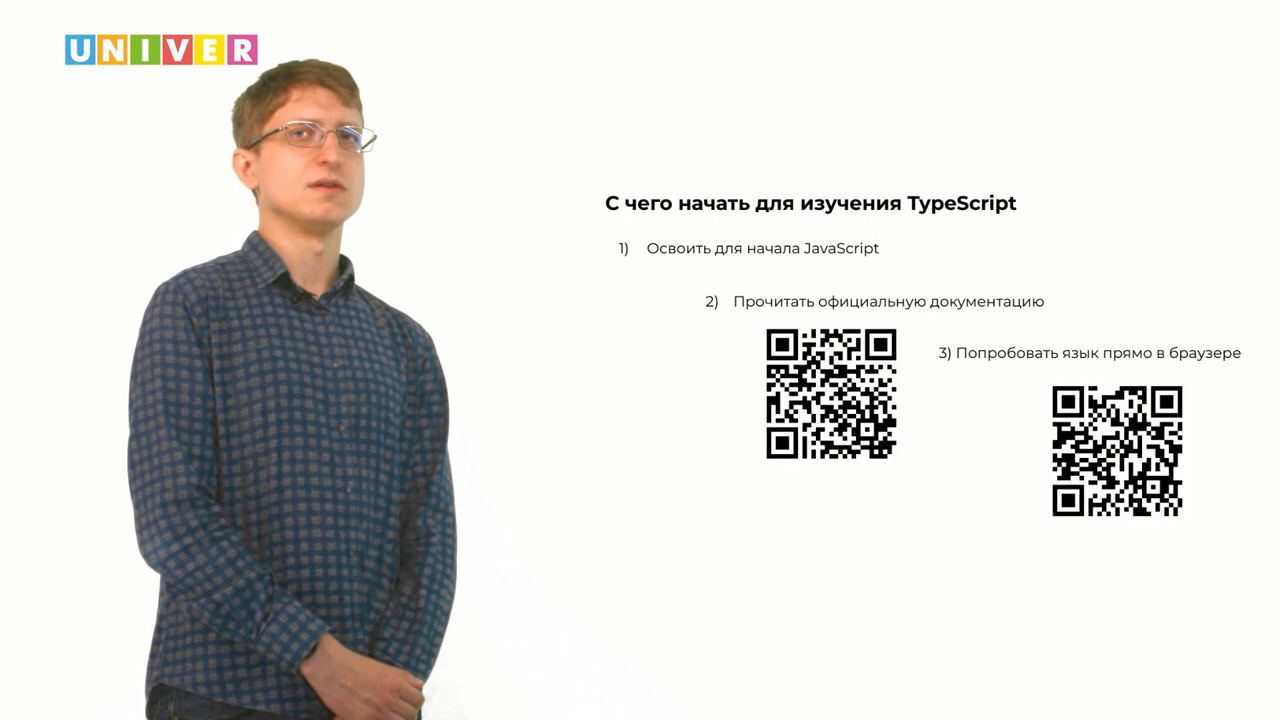 UNIVER
С чего начать для изучения TypeScript
1) Освоить для начала JavaScript
2) Прочитать официальную документацию
3) Попробовать язык прямо в браузере